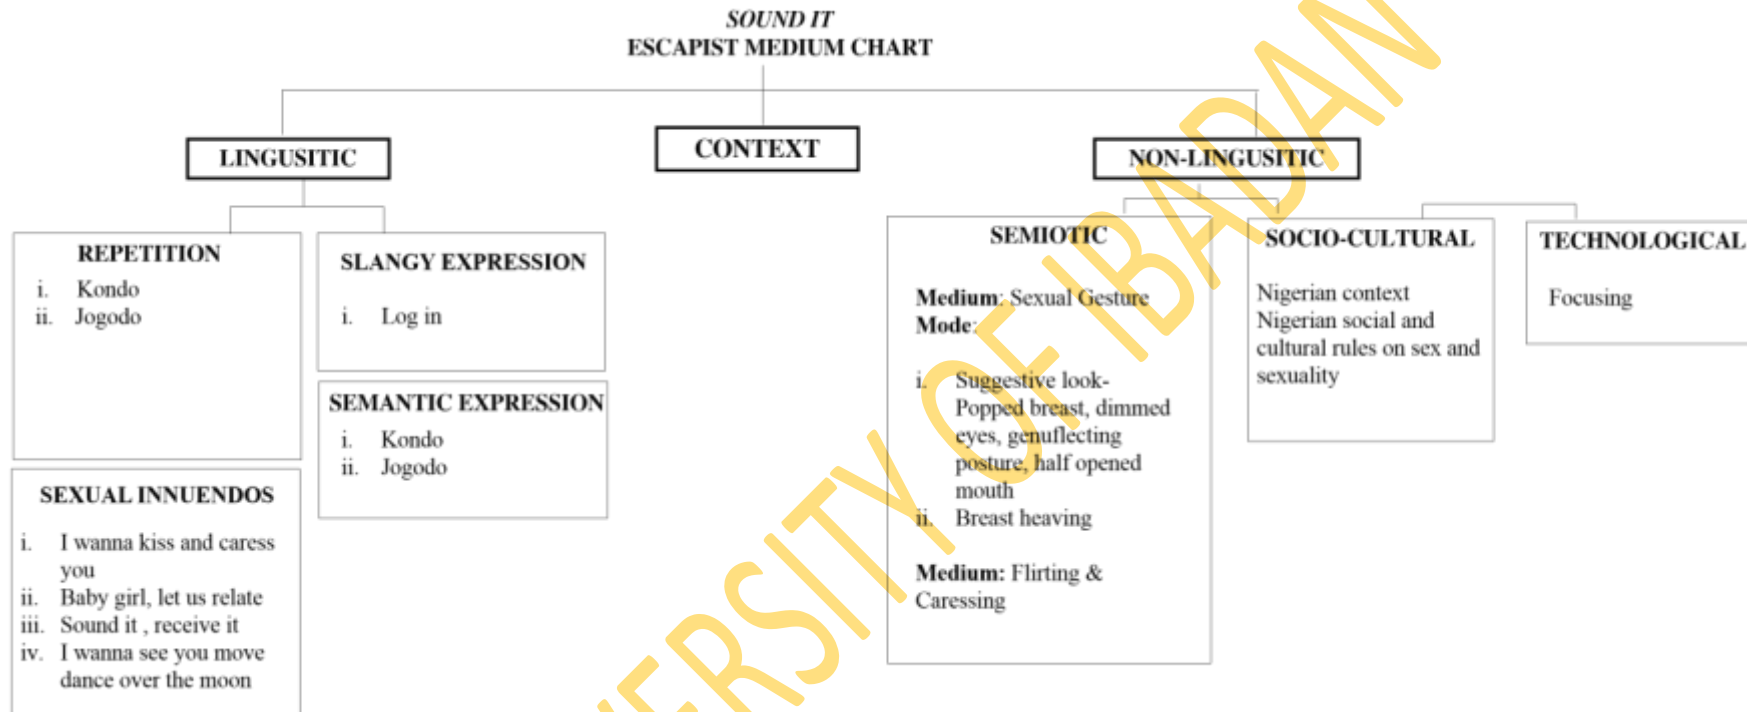 SOUND IT
ESCAPIST MEDIUM CHART
LINGUSITIC
CONTEXT
NON-LINGUSITIC
REPETITION
i. Kondo
ii. Jogodo
SLANGY EXPRESSION
i. Log in
SEMANTIC EXPRESSION
i. Kondo
ii. Jogodo
SEXUAL INNUENDOS
i. I wanna kiss and caress
you
ii. Baby girl, let us relate
iii. Sound it , receive it
iv. I wanna see you move
dance over the moon
SEMIOTIC
Medium: Sexual Gesture
Mode:
i. Suggestive look-
Popped breast, dimmed
eyes, genuflecting
posture, half opened
mouth
ii. Breast heaving
Medium: Flirting &
Caressing
SOCIO-CULTURAL
Nigerian context
Nigerian social and
cultural rules on sex and
sexuality
TECHNOLOGICAL
Focusing
VERSITY OF IBADAN